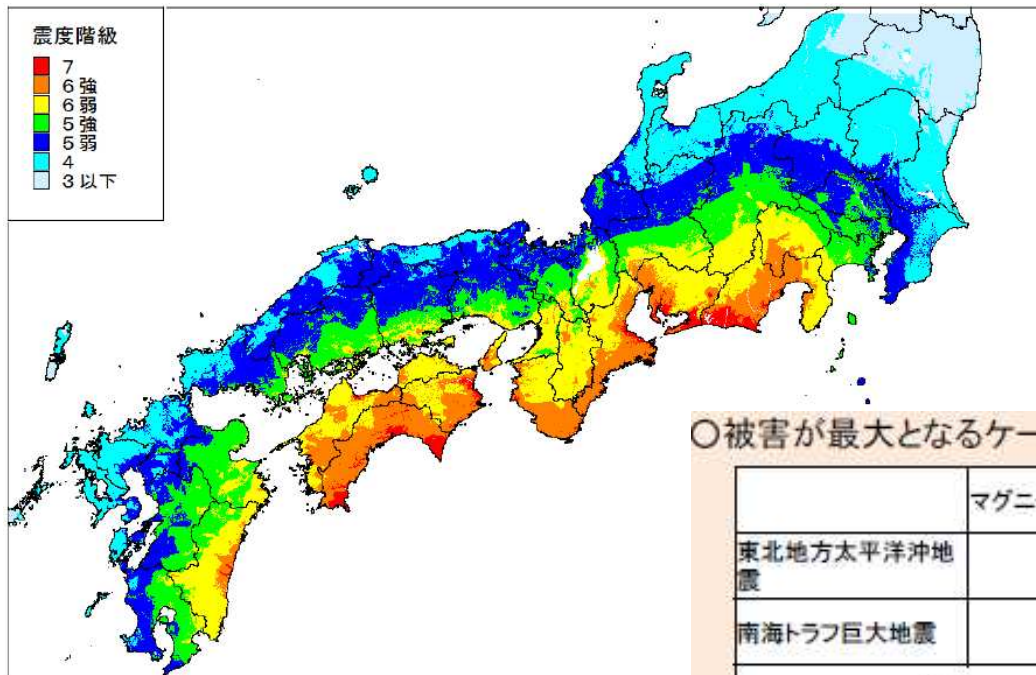 震度階級
7
6強
6弱
5強
5弱
4
3以下
○被害が最大となるケー
マグニ
東北地方太平洋沖地
震
南海トラフ巨大地震